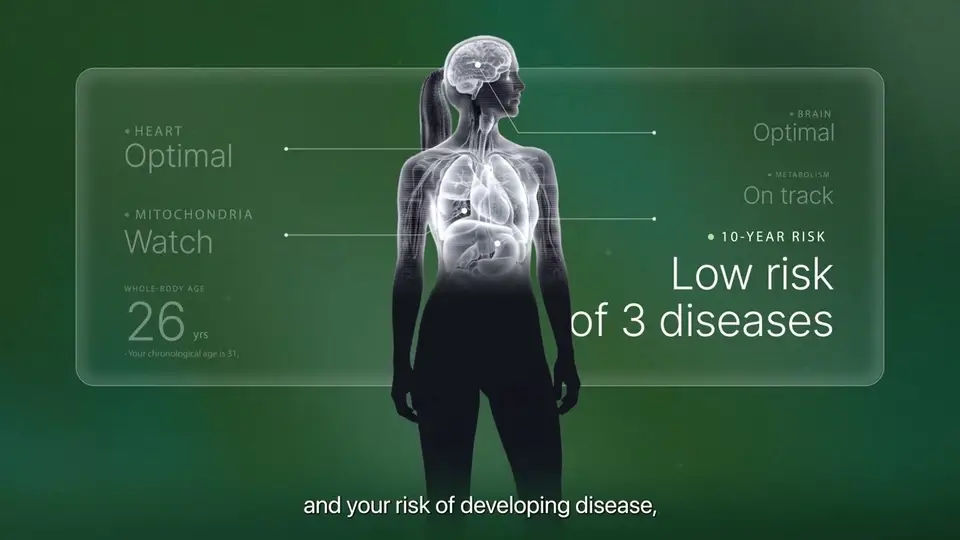 HEART
Optimal
MITOCHONDRIA
Watch
WHOLE-BODY AGE
26 yrs
Your chronological age is 31.
BRAIN
Optimal
METABOLISM
On track
10-YEAR RISK
Low risk
of 3 diseases
and your risk of developing disease,